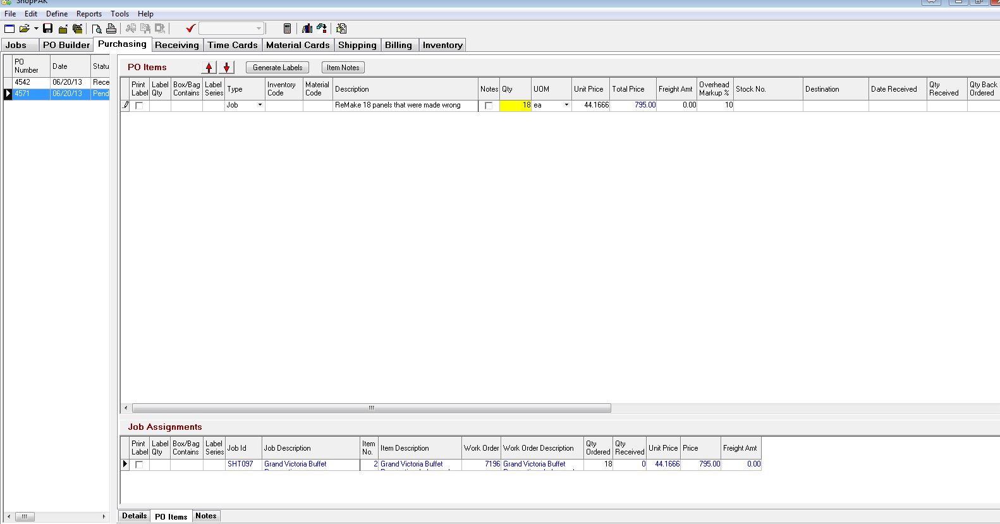 ShopPAK
File Edit Define Reports Tools Help
Jobs PO Builder Purchasing Receiving Time Cards Material Cards Shipping Billing Inventory
PO Number Date Statu
4542 06/20/13 Rece
4571 06/20/13 Pend
PO Items Generate Labels Item Notes
Print Label Label Qty Box/Bag Contains Label Series Type Inventory Code Material Code Description Notes Qty UOM Unit Price Total Price Freight Amt Overhead Markup % Stock No. Destination Date Received Qty Received Qty Back Ordered
Job ReMake 18 panels that were made wrong 18 ea 44.1666 795.00 0.00 10
Job Assignments
Print Label Label Qty Box/Bag Contains Label Series Job Id Job Description Item No. Item Description Work Order Work Order Description Qty Ordered Qty Received Unit Price Price Freight Amt
SHT097 Grand Victoria Buffet 2 Grand Victoria Buffet 7196 Grand Victoria Buffet 18 0 44.1666 795.00 0.00
Details PO Items Notes